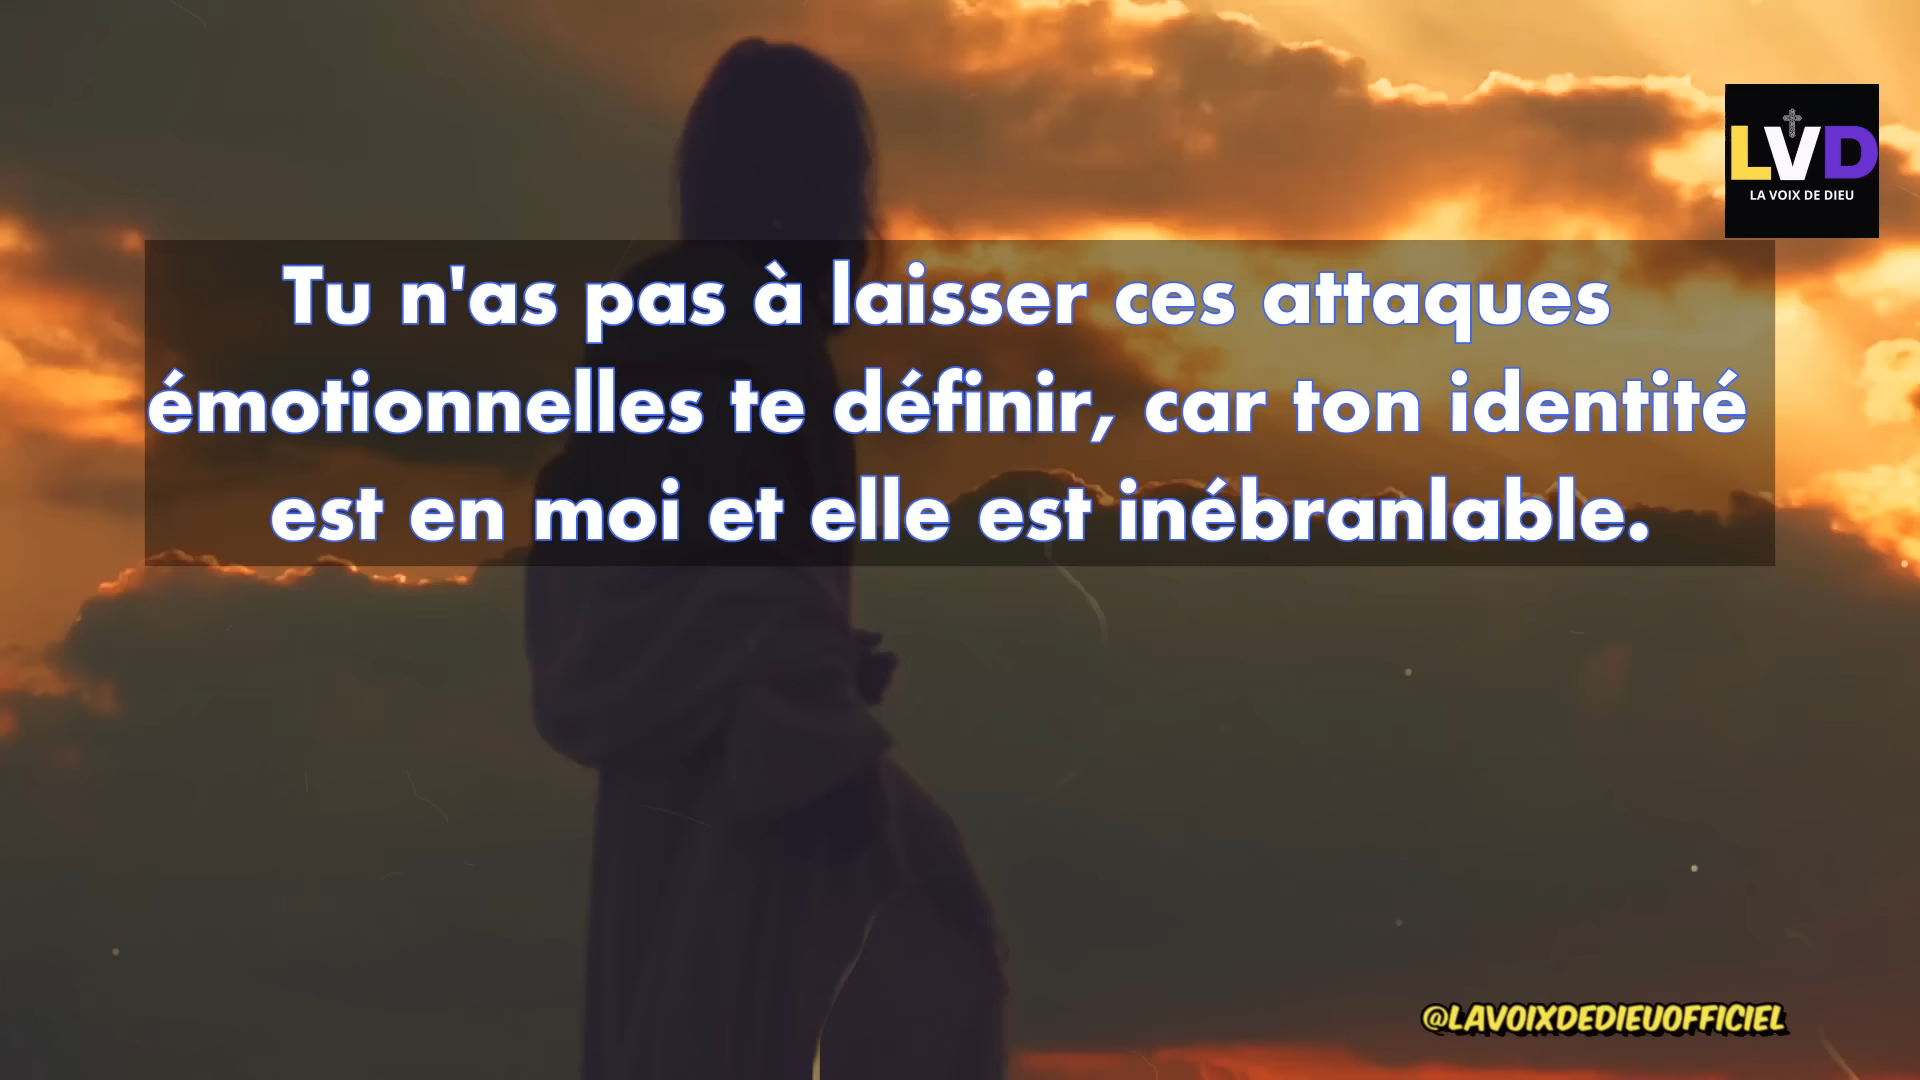 LVD
LA VOIX DE DIEU
Tu n'as pas à laisser ces attaques
émotionnelles te définir, car ton identité
est en moi et elle est inébranlable.
@LAVOIXDEDIEUOFFICIEL